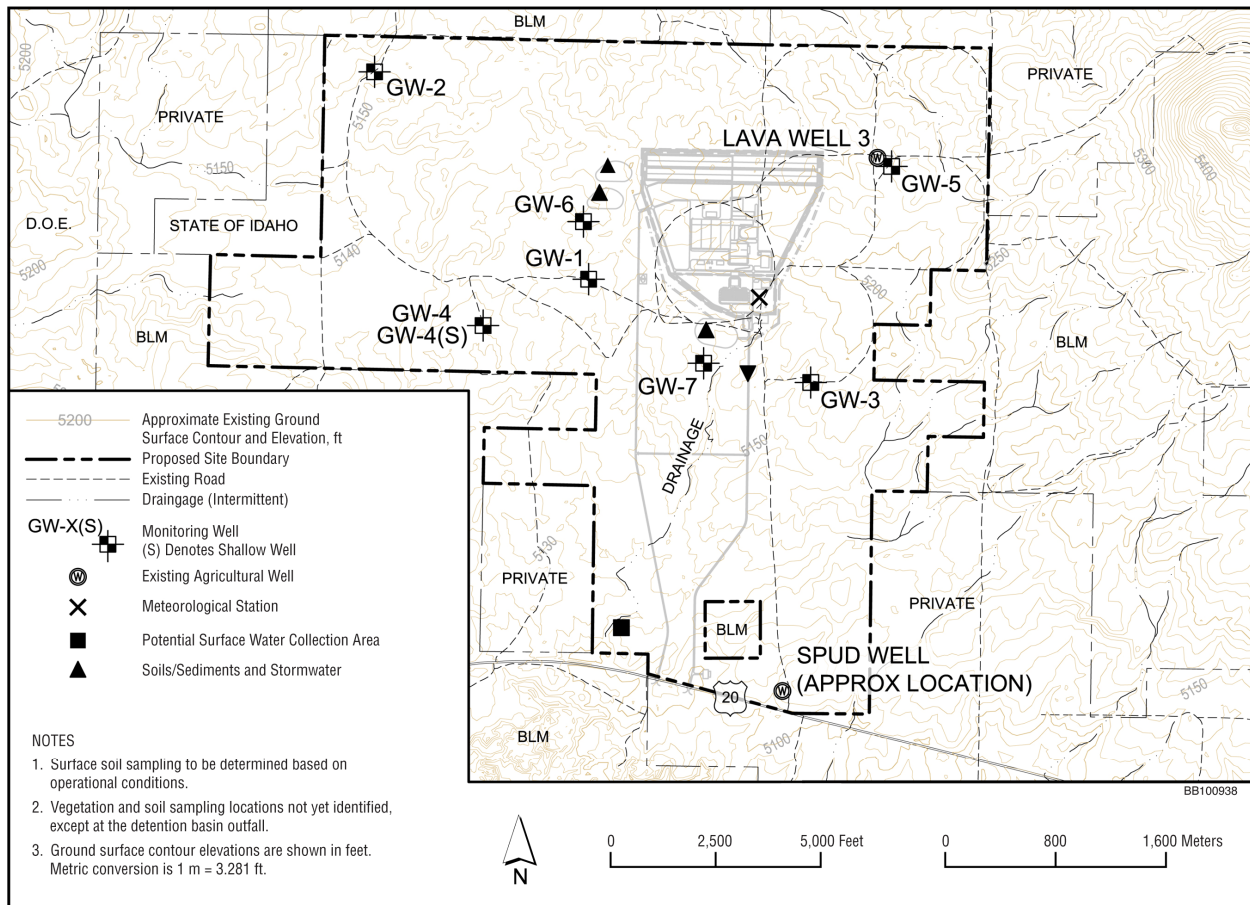 BLM
5200
PRIVATE
GW-2
5150
PRIVATE
LAVA WELL 3
W
5300
5400
5150
GW-5
D.O.E.
STATE OF IDAHO
GW-6
5200
5140
GW-1
5250
5200
GW-4
GW-4(S)
BLM
BLM
GW-7
GW-3
5150
DRAINAGE
5130
PRIVATE
PRIVATE
BLM
SPUD WELL
(APPROX LOCATION)
W
20
5150
5100
BLM
5200
Approximate Existing Ground
Surface Contour and Elevation, ft
Proposed Site Boundary
Existing Road
Draingage (Intermittent)
GW-X(S)
Monitoring Well
(S) Denotes Shallow Well
W
Existing Agricultural Well
Meteorological Station
Potential Surface Water Collection Area
Soils/Sediments and Stormwater
NOTES
1. Surface soil sampling to be determined based on
operational conditions.
2. Vegetation and soil sampling locations not yet identified,
except at the detention basin outfall.
3. Ground surface contour elevations are shown in feet.
Metric conversion is 1 m = 3.281 ft.
BB100938
N
0 2,500 5,000 Feet
0 800 1,600 Meters